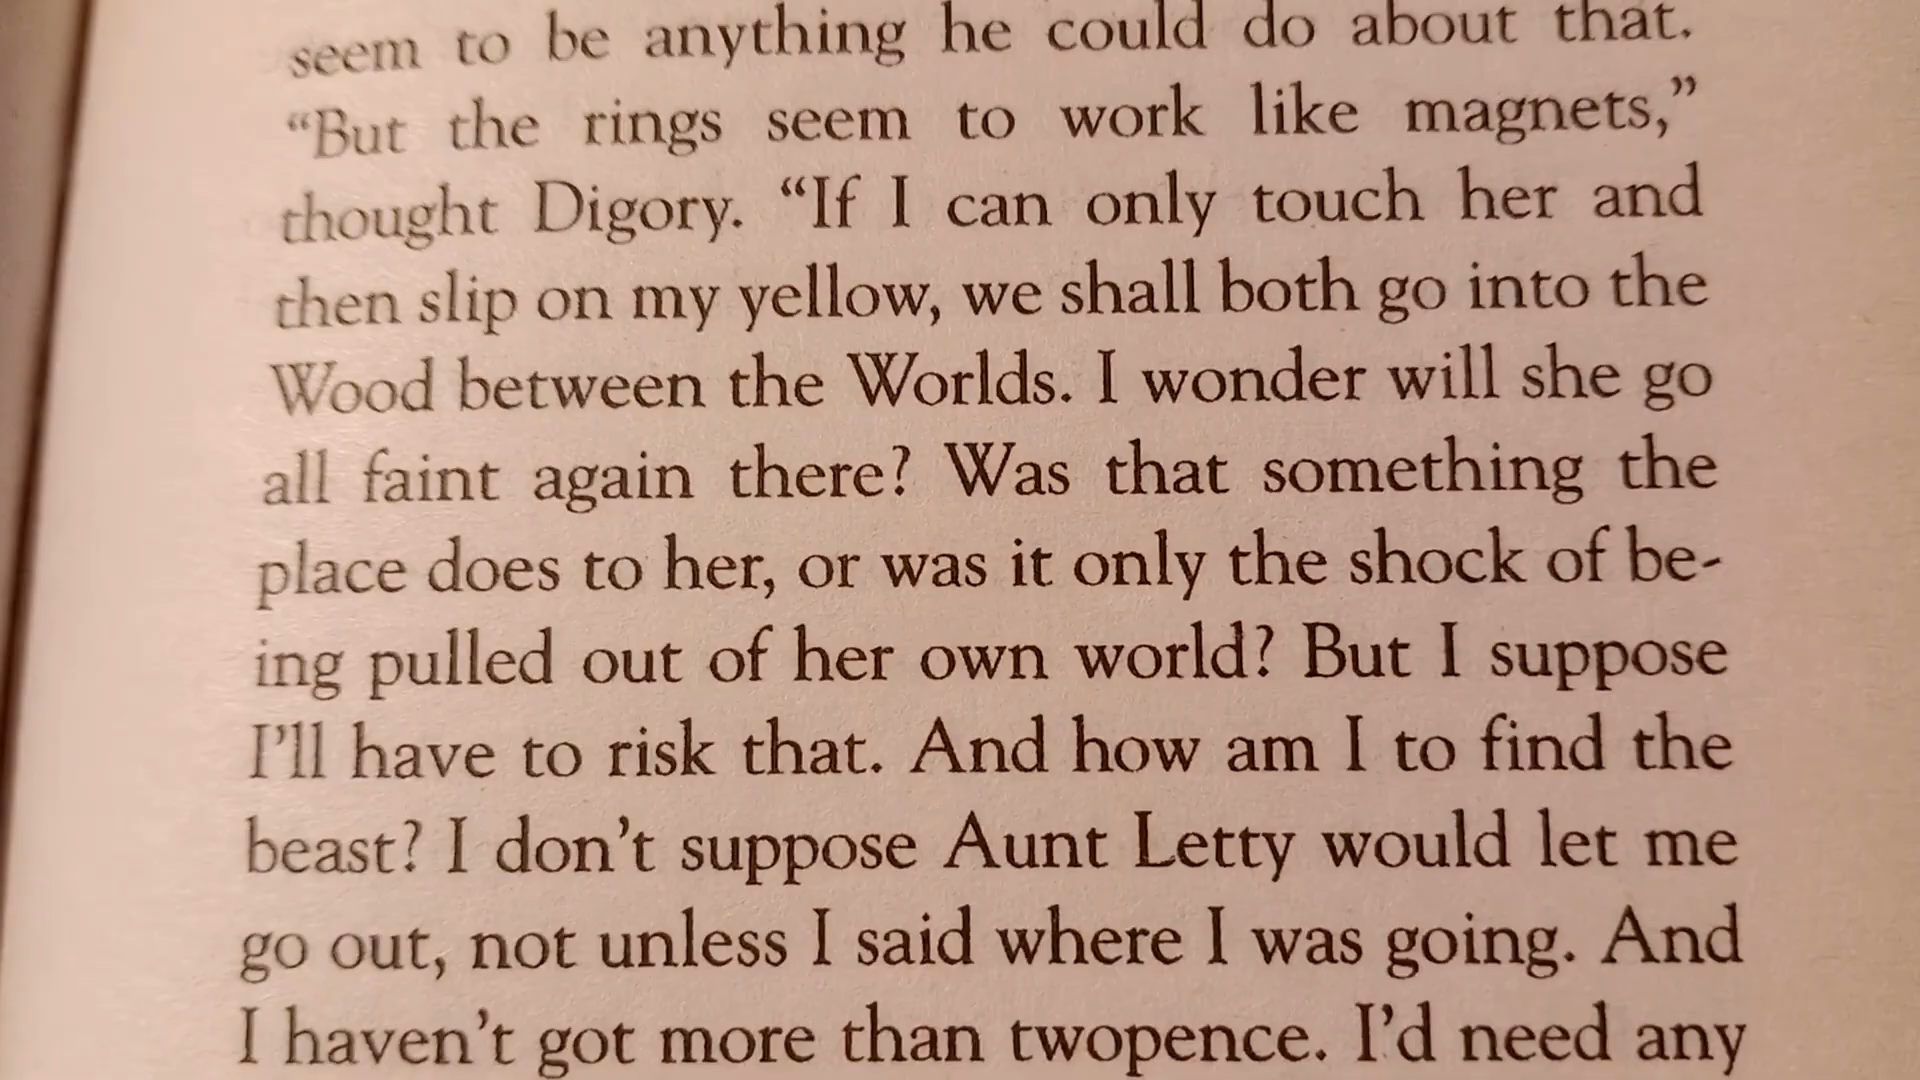 seem to be anything he could do about that.
“But the rings seem to work like magnets,”
thought Digory. “If I can only touch her and
then slip on my yellow, we shall both go into the
Wood between the Worlds. I wonder will she go
all faint again there? Was that something the
place does to her, or was it only the shock of be-
ing pulled out of her own world? But I suppose
I’ll have to risk that. And how am I to find the
beast? I don’t suppose Aunt Letty would let me
go out, not unless I said where I was going. And
I haven’t got more than twopence. I’d need any